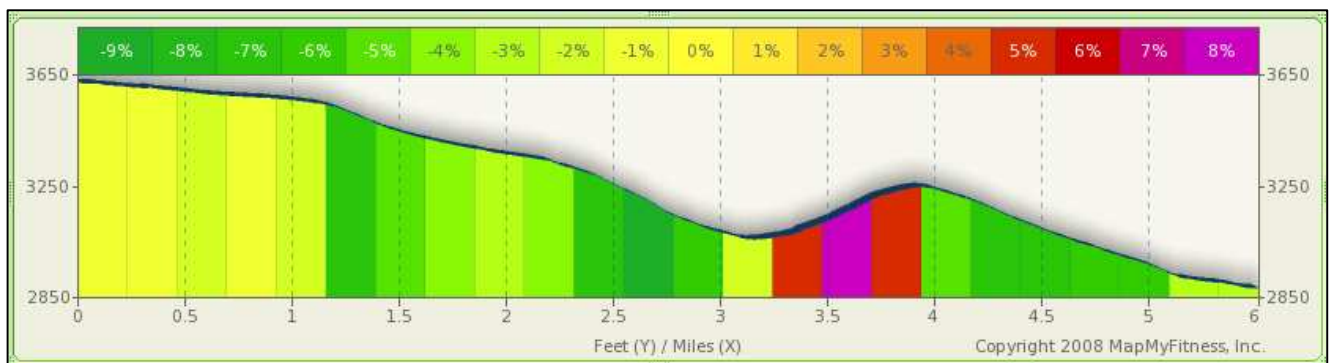 -9% -8% -7% -6% -5% -4% -3% -2% -1% 0% 1% 2% 3% 4% 5% 6% 7% 8%
3650 3650
3250 3250
2850 2850
0 0.5 1 1.5 2 2.5 3 3.5 4 4.5 5 5.5 6
Feet (Y) / Miles (X) Copyright 2008 MapMyFitness, Inc.